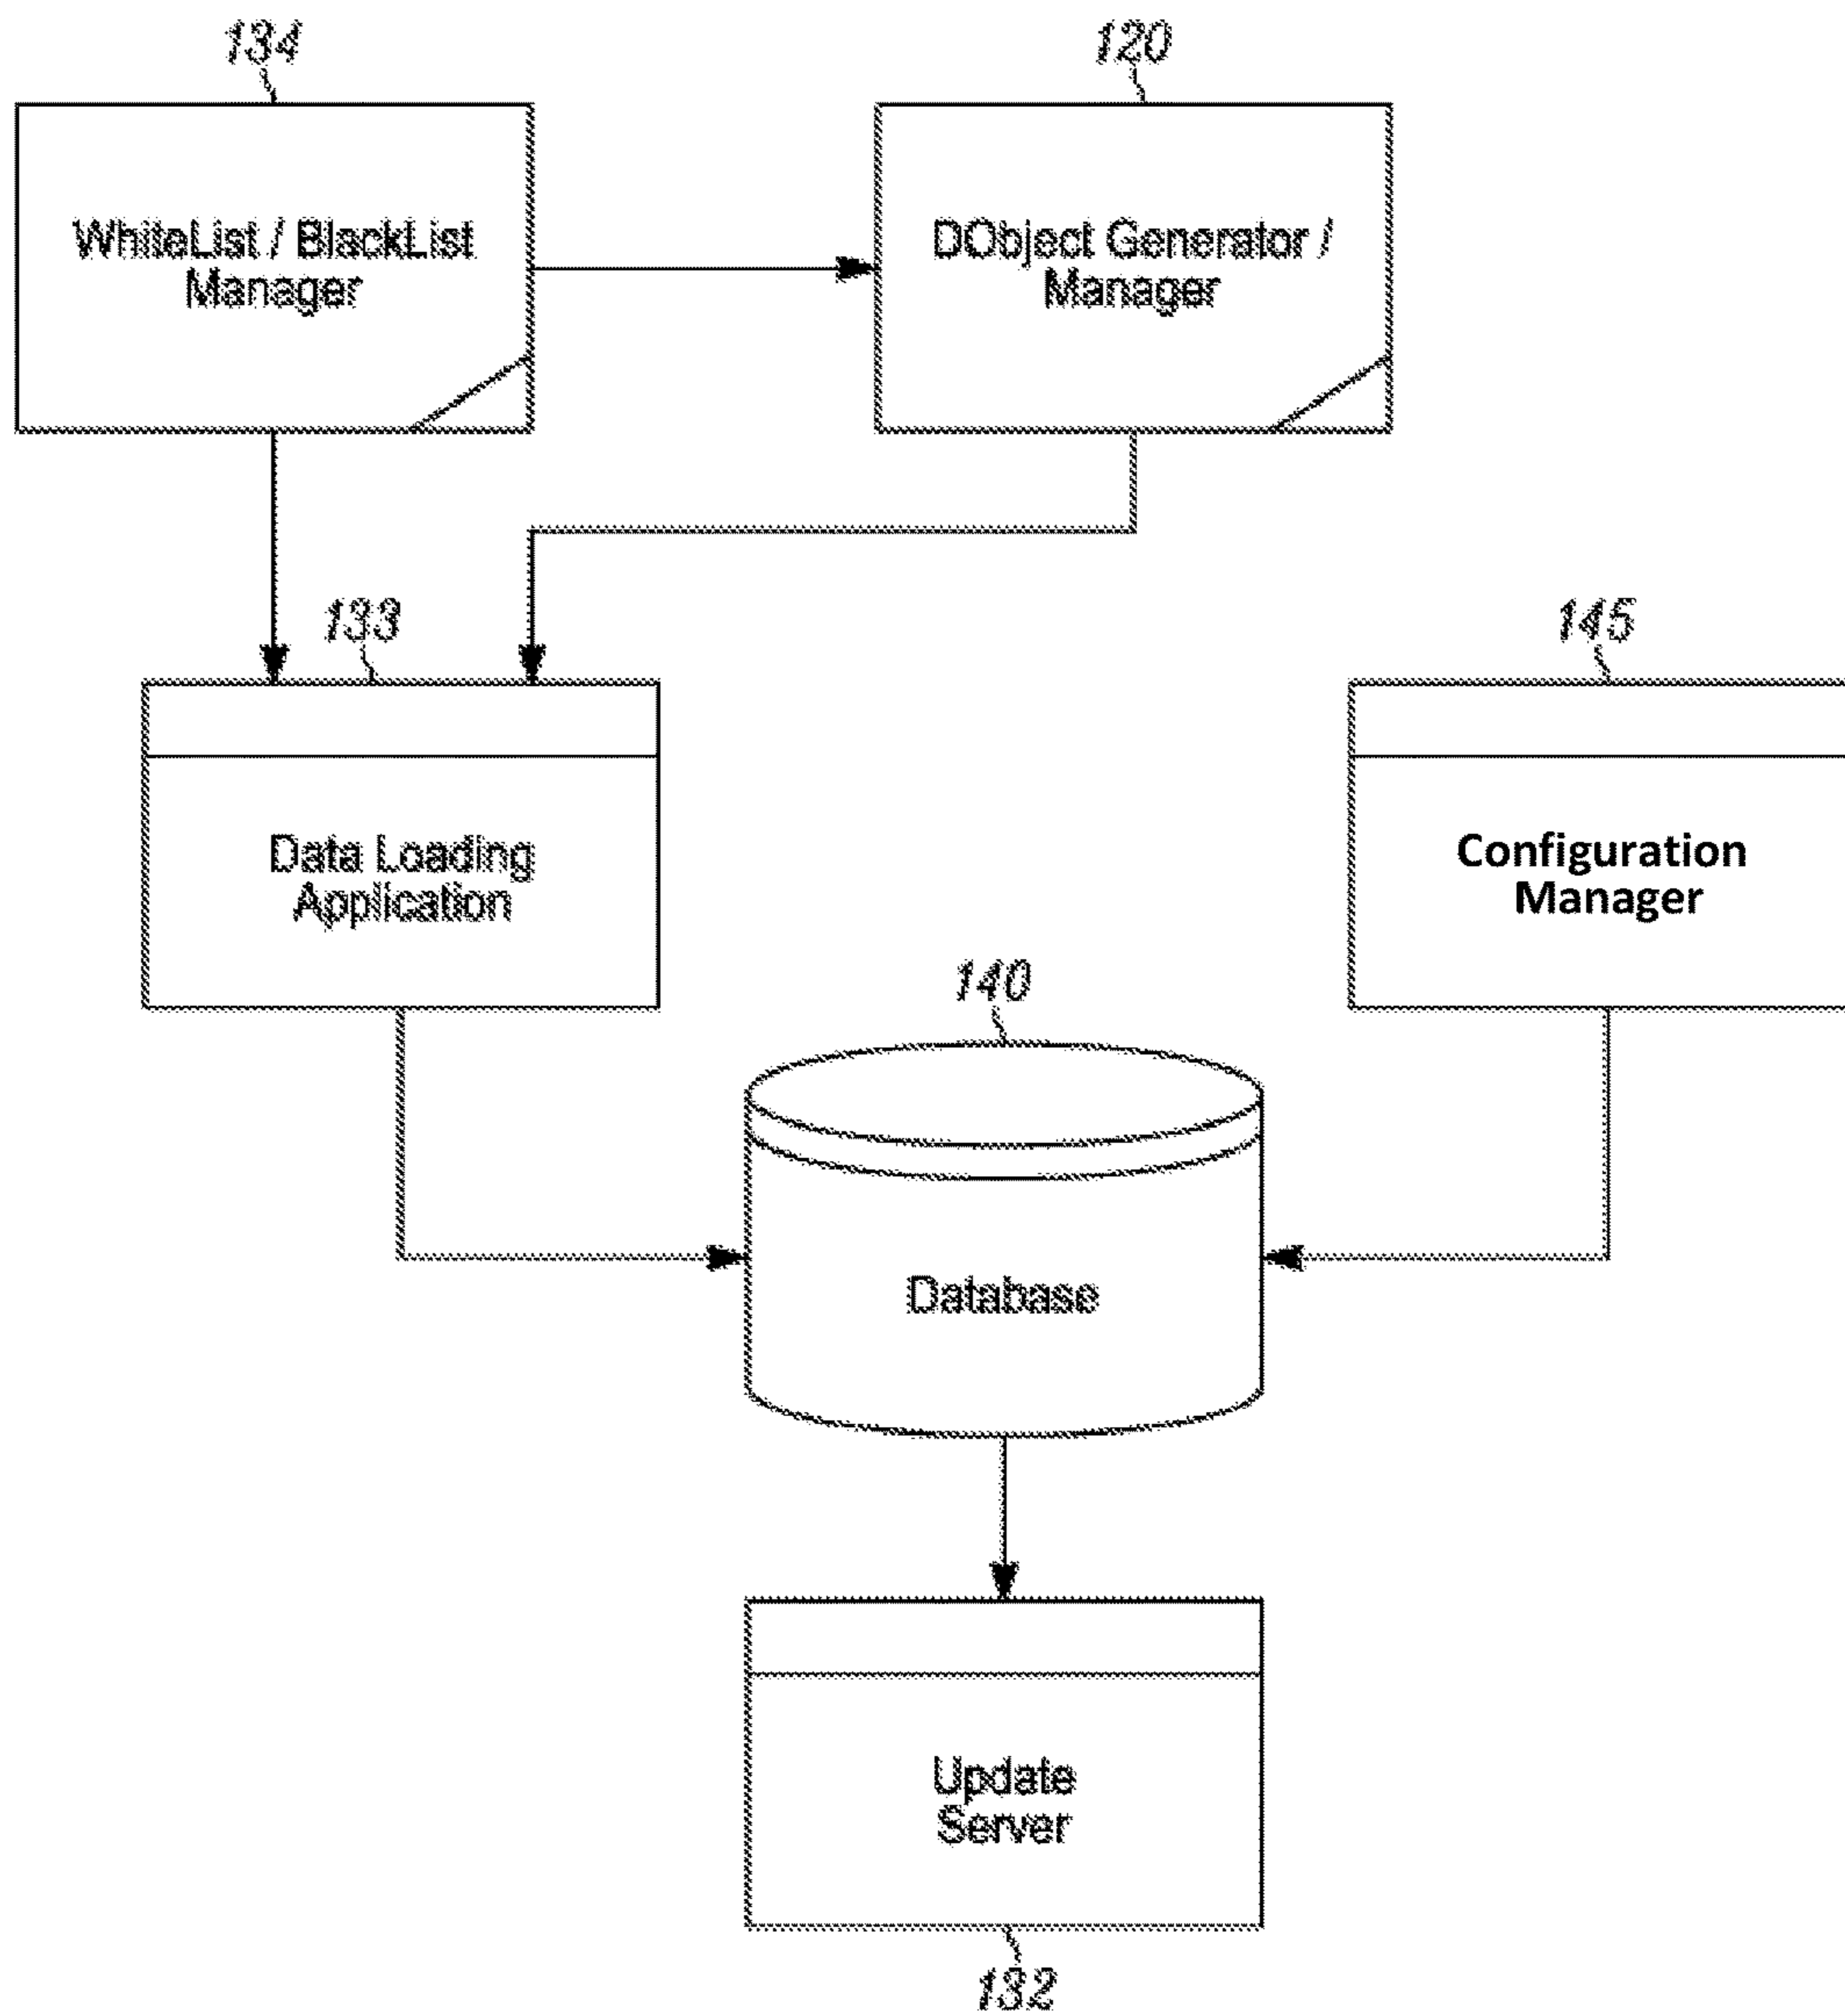 134
120
WhiteList / BlackList
Manager
DObject Generator /
Manager
133
145
Data Loading
Application
Configuration
Manager
140
Database
Update
Server
132